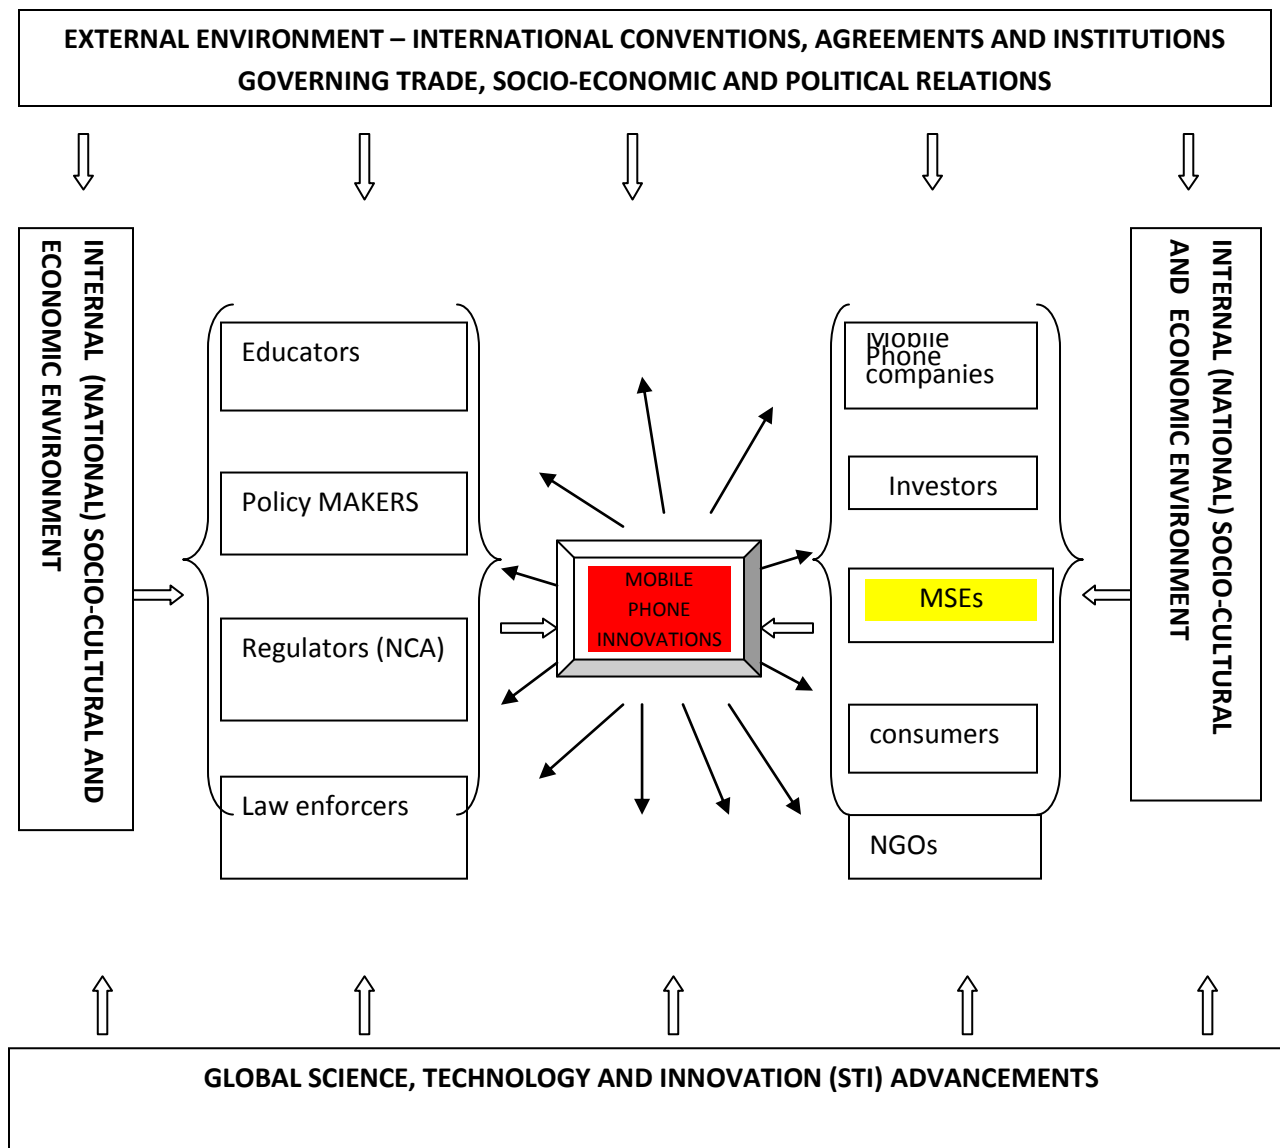 EXTERNAL ENVIRONMENT – INTERNATIONAL CONVENTIONS, AGREEMENTS AND INSTITUTIONS
GOVERNING TRADE, SOCIO-ECONOMIC AND POLITICAL RELATIONS
INTERNAL (NATIONAL) SOCIO-CULTURAL AND
ECONOMIC ENVIRONMENT
Educators
Policy MAKERS
Regulators (NCA)
Law enforcers
MOBILE
PHONE
INNOVATIONS
Mobile
Phone
companies
Investors
MSEs
consumers
NGOs
INTERNAL (NATIONAL) SOCIO-CULTURAL
AND ECONOMIC ENVIRONMENT
GLOBAL SCIENCE, TECHNOLOGY AND INNOVATION (STI) ADVANCEMENTS